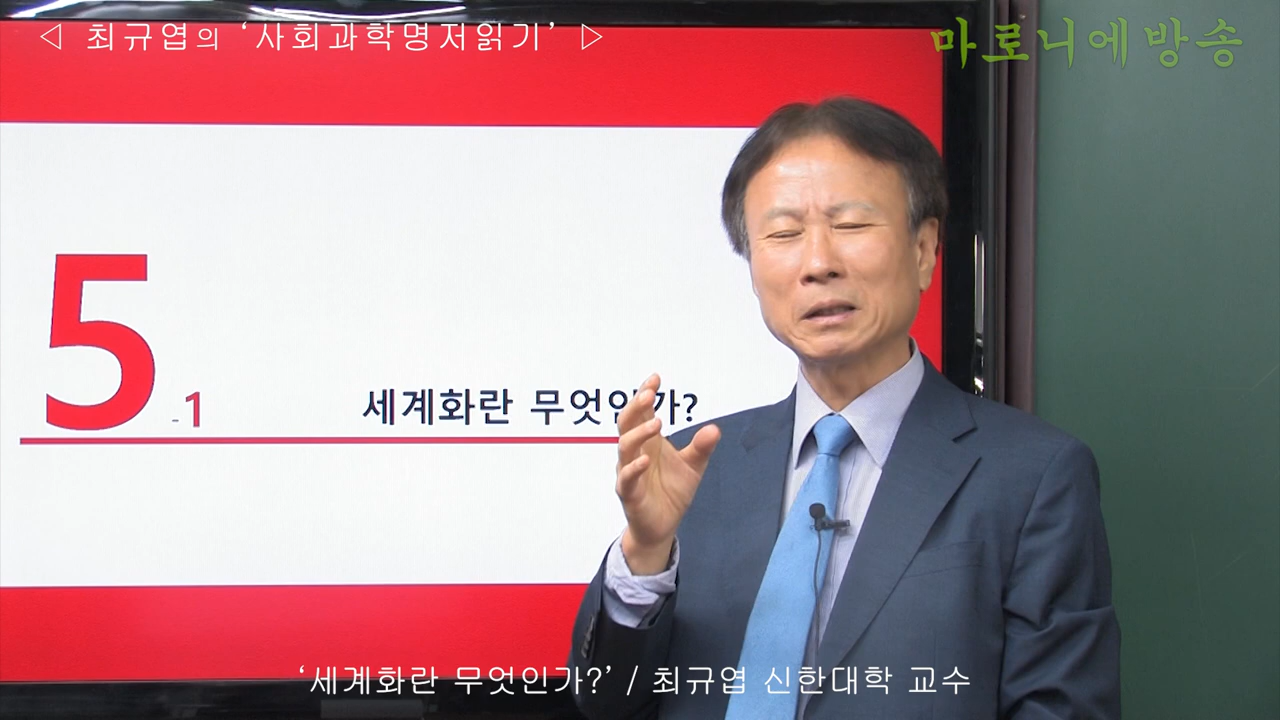 ◁ 최규엽의 ‘사회과학명저읽기’ ▷
마로니에방송
5 -1
세계화란 무엇인가?
‘세계화란 무엇인가?’ / 최규엽 신한대학 교수